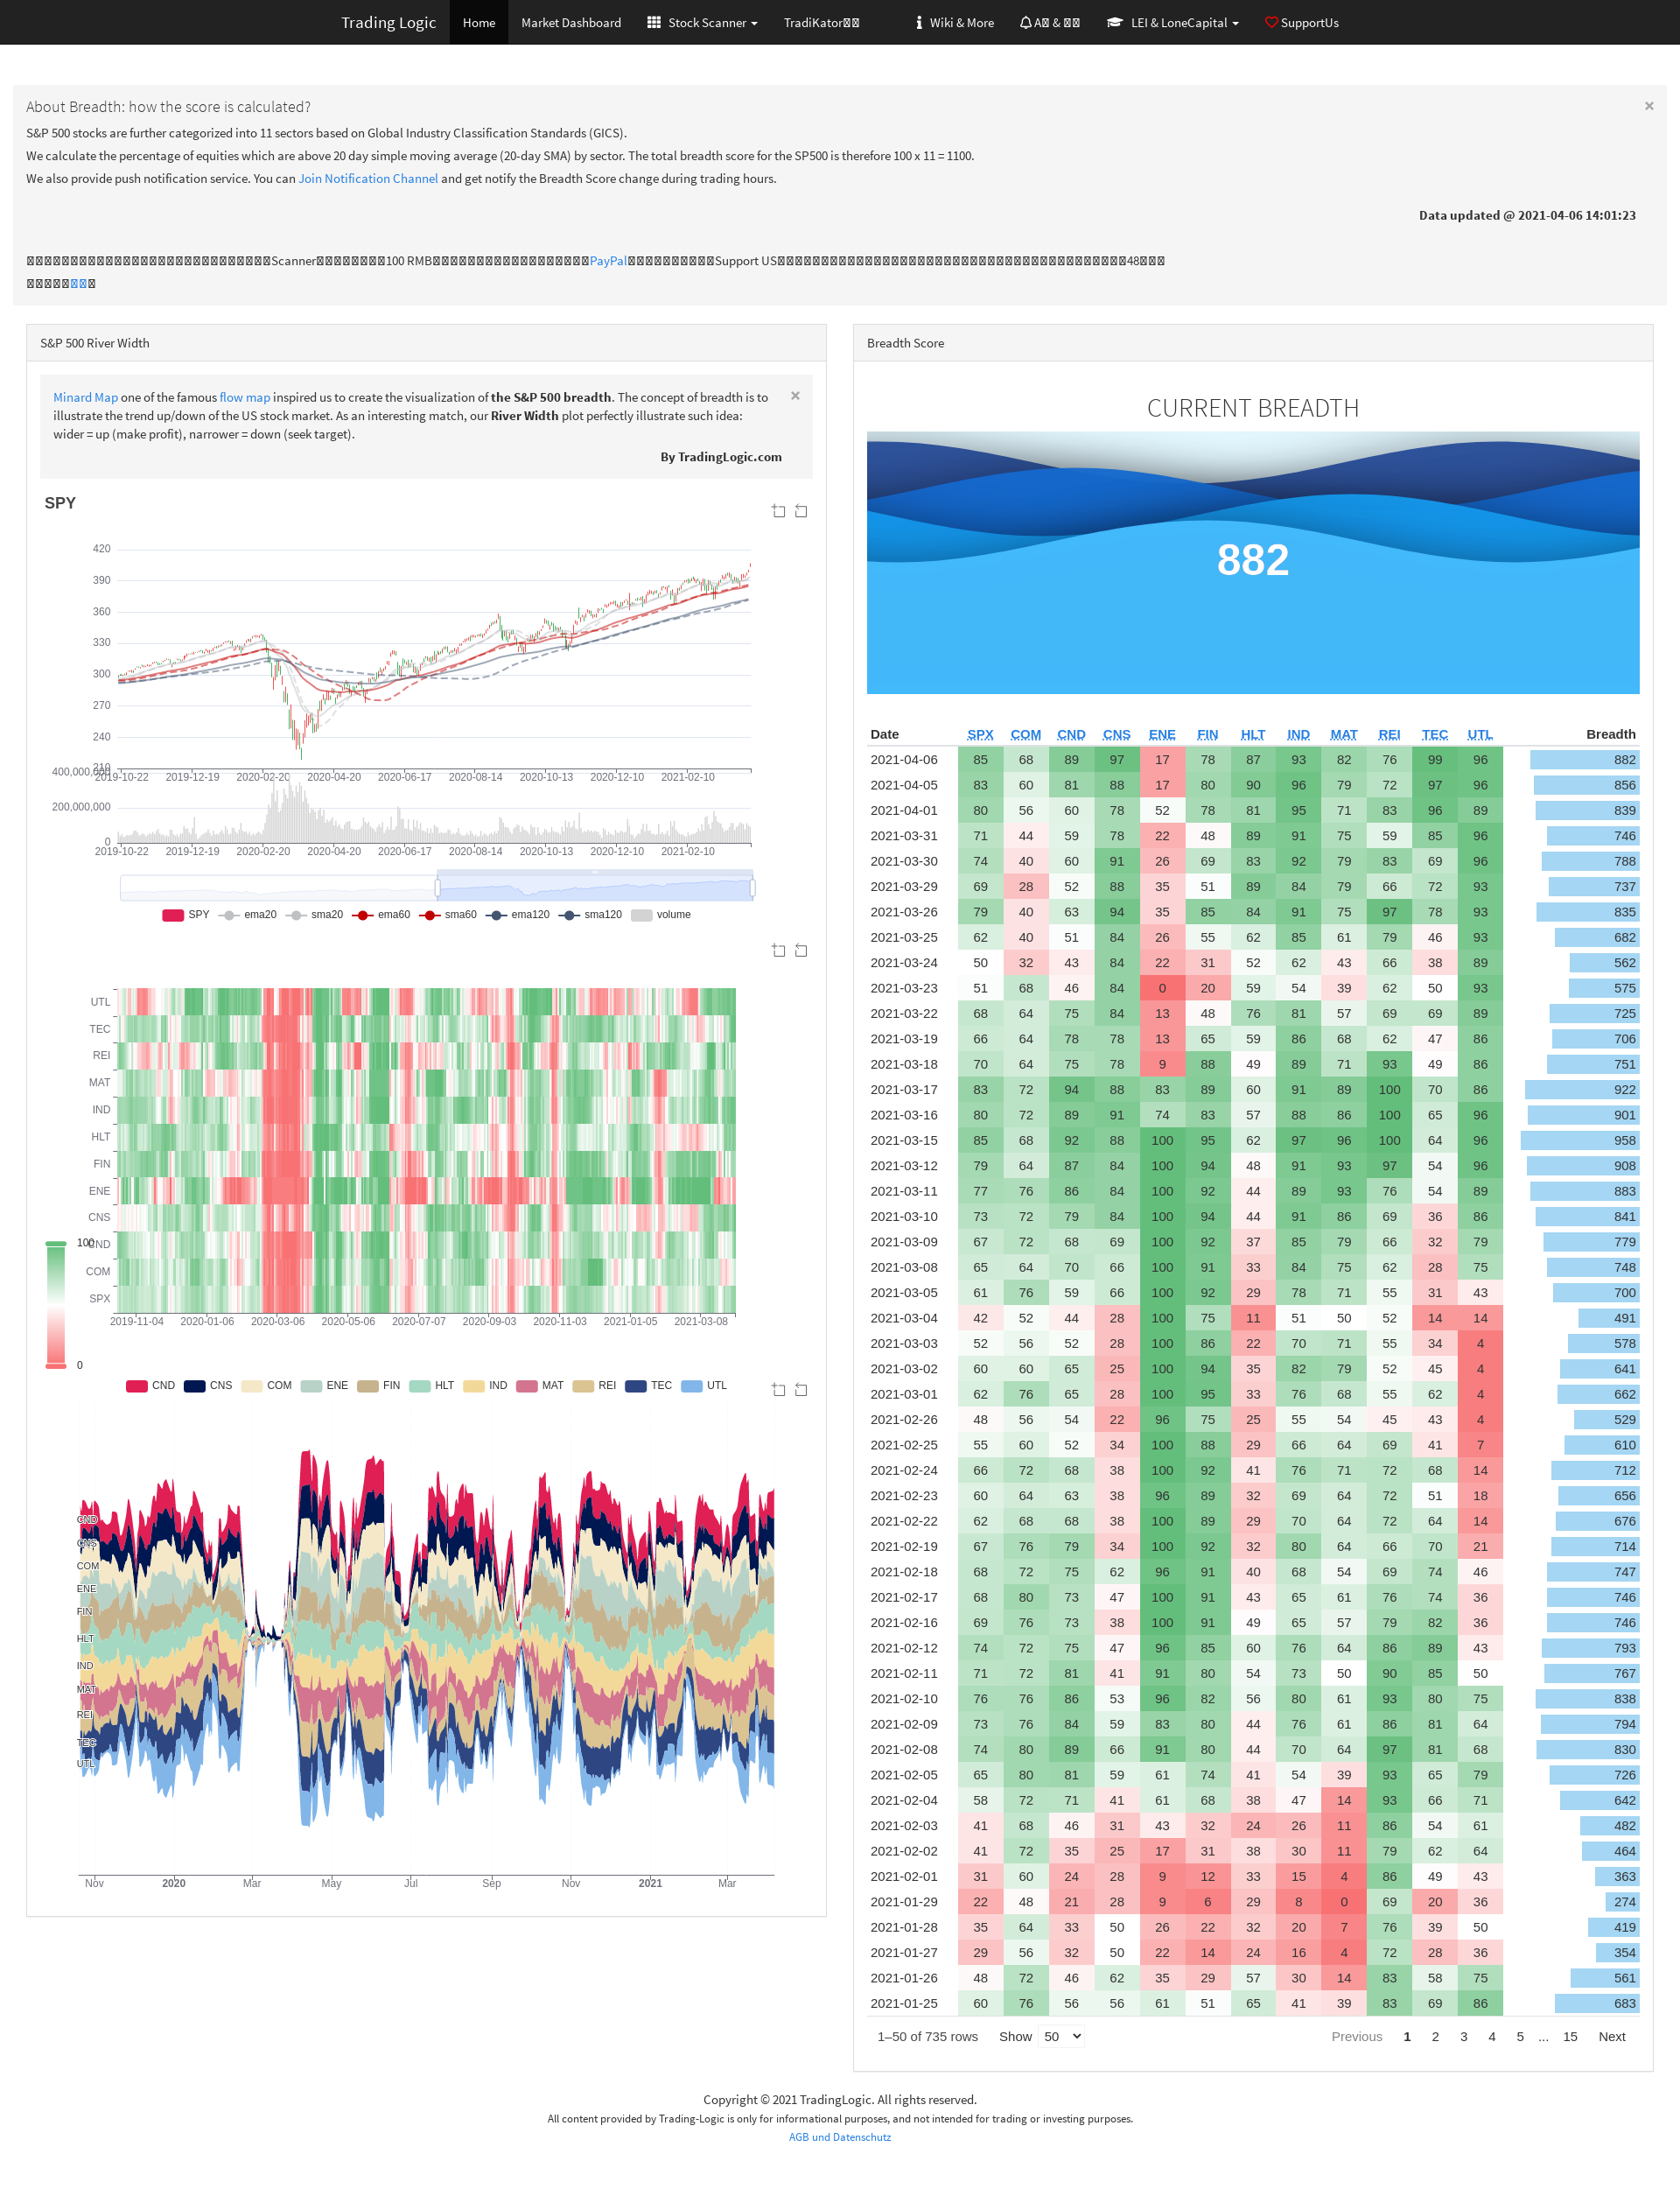 Trading Logic Home Market Dashboard Stock Scanner TradiKator Wiki & More A & LEI & LoneCapital SupportUs
About Breadth: how the score is calculated? ×
S&P 500 stocks are further categorized into 11 sectors based on Global Industry Classification Standards (GICS).
We calculate the percentage of equities which are above 20 day simple moving average (20-day SMA) by sector. The total breadth score for the SP500 is therefore 100 x 11 = 1100.
We also provide push notification service. You can Join Notification Channel and get notify the Breadth Score change during trading hours.
Data updated @ 2021-04-06 14:01:23
Scanner 100 RMB PayPal Support US 48
S&P 500 River Width
Minard Map one of the famous flow map inspired us to create the visualization of the S&P 500 breadth. The concept of breadth is to ×
illustrate the trend up/down of the US stock market. As an interesting match, our River Width plot perfectly illustrate such idea:
wider = up (make profit), narrower = down (seek target).
By TradingLogic.com
SPY
420
390
360
330
300
270
240
210
2019-10-22 2019-12-19 2020-02-20 2020-04-20 2020-06-17 2020-08-14 2020-10-13 2020-12-10 2021-02-10
400,000,000
200,000,000
0
2019-10-22 2019-12-19 2020-02-20 2020-04-20 2020-06-17 2020-08-14 2020-10-13 2020-12-10 2021-02-10
SPY ema20 sma20 ema60 sma60 ema120 sma120 volume
UTL
TEC
REI
MAT
IND
HLT
FIN
ENE
CNS
CND
COM
SPX
100
0
2019-11-04 2020-01-06 2020-03-06 2020-05-06 2020-07-07 2020-09-03 2020-11-03 2021-01-05 2021-03-08
CND CNS COM ENE FIN HLT IND MAT REI TEC UTL
CND
CNS
COM
ENE
FIN
HLT
IND
MAT
REI
TEC
UTL
Nov 2020 Mar May Jul Sep Nov 2021 Mar
Breadth Score
CURRENT BREADTH
882
Date SPX COM CND CNS ENE FIN HLT IND MAT REI TEC UTL Breadth
2021-04-06 85 68 89 97 17 78 87 93 82 76 99 96 882
2021-04-05 83 60 81 88 17 80 90 96 79 72 97 96 856
2021-04-01 80 56 60 78 52 78 81 95 71 83 96 89 839
2021-03-31 71 44 59 78 22 48 89 91 75 59 85 96 746
2021-03-30 74 40 60 91 26 69 83 92 79 83 69 96 788
2021-03-29 69 28 52 88 35 51 89 84 79 66 72 93 737
2021-03-26 79 40 63 94 35 85 84 91 75 97 78 93 835
2021-03-25 62 40 51 84 26 55 62 85 61 79 46 93 682
2021-03-24 50 32 43 84 22 31 52 62 43 66 38 89 562
2021-03-23 51 68 46 84 0 20 59 54 39 62 50 93 575
2021-03-22 68 64 75 84 13 48 76 81 57 69 69 89 725
2021-03-19 66 64 78 78 13 65 59 86 68 62 47 86 706
2021-03-18 70 64 75 78 9 88 49 89 71 93 49 86 751
2021-03-17 83 72 94 88 83 89 60 91 89 100 70 86 922
2021-03-16 80 72 89 91 74 83 57 88 86 100 65 96 901
2021-03-15 85 68 92 88 100 95 62 97 96 100 64 96 958
2021-03-12 79 64 87 84 100 94 48 91 93 97 54 96 908
2021-03-11 77 76 86 84 100 92 44 89 93 76 54 89 883
2021-03-10 73 72 79 84 100 94 44 91 86 69 36 86 841
2021-03-09 67 72 68 69 100 92 37 85 79 66 32 79 779
2021-03-08 65 64 70 66 100 91 33 84 75 62 28 75 748
2021-03-05 61 76 59 66 100 92 29 78 71 55 31 43 700
2021-03-04 42 52 44 28 100 75 11 51 50 52 14 14 491
2021-03-03 52 56 52 28 100 86 22 70 71 55 34 4 578
2021-03-02 60 60 65 25 100 94 35 82 79 52 45 4 641
2021-03-01 62 76 65 28 100 95 33 76 68 55 62 4 662
2021-02-26 48 56 54 22 96 75 25 55 54 45 43 4 529
2021-02-25 55 60 52 34 100 88 29 66 64 69 41 7 610
2021-02-24 66 72 68 38 100 92 41 76 71 72 68 14 712
2021-02-23 60 64 63 38 96 89 32 69 64 72 51 18 656
2021-02-22 62 68 68 38 100 89 29 70 64 72 64 14 676
2021-02-19 67 76 79 34 100 92 32 80 64 66 70 21 714
2021-02-18 68 72 75 62 96 91 40 68 54 69 74 46 747
2021-02-17 68 80 73 47 100 91 43 65 61 76 74 36 746
2021-02-16 69 76 73 38 100 91 49 65 57 79 82 36 746
2021-02-12 74 72 75 47 96 85 60 76 64 86 89 43 793
2021-02-11 71 72 81 41 91 80 54 73 50 90 85 50 767
2021-02-10 76 76 86 53 96 82 56 80 61 93 80 75 838
2021-02-09 73 76 84 59 83 80 44 76 61 86 81 64 794
2021-02-08 74 80 89 66 91 80 44 70 64 97 81 68 830
2021-02-05 65 80 81 59 61 74 41 54 39 93 65 79 726
2021-02-04 58 72 71 41 61 68 38 47 14 93 66 71 642
2021-02-03 41 68 46 31 43 32 24 26 11 86 54 61 482
2021-02-02 41 72 35 25 17 31 38 30 11 79 62 64 464
2021-02-01 31 60 24 28 9 12 33 15 4 86 49 43 363
2021-01-29 22 48 21 28 9 6 29 8 0 69 20 36 274
2021-01-28 35 64 33 50 26 22 32 20 7 76 39 50 419
2021-01-27 29 56 32 50 22 14 24 16 4 72 28 36 354
2021-01-26 48 72 46 62 35 29 57 30 14 83 58 75 561
2021-01-25 60 76 56 56 61 51 65 41 39 83 69 86 683
1–50 of 735 rows Show 50 Previous 1 2 3 4 5 ... 15 Next
Copyright © 2021 TradingLogic. All rights reserved.
All content provided by Trading-Logic is only for informational purposes, and not intended for trading or investing purposes.
AGB und Datenschutz